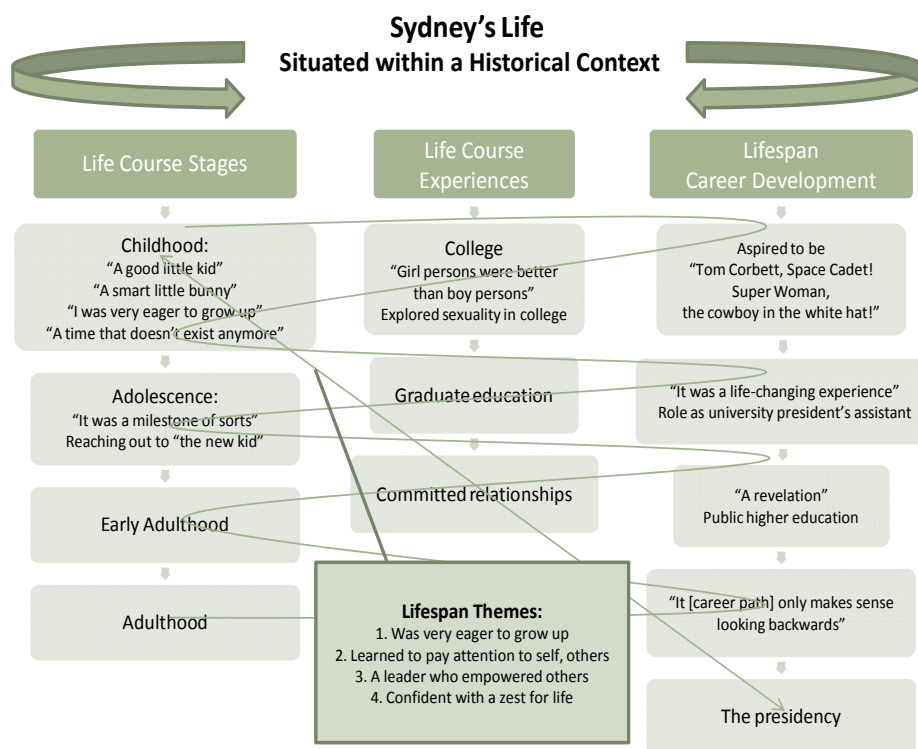 Sydney’s Life
Situated within a Historical Context
Life Course Stages
Childhood:
“A good little kid”
“A smart little bunny”
“I was very eager to grow up”
“A time that doesn’t exist anymore”
Adolescence:
“It was a milestone of sorts”
Reaching out to “the new kid”
Early Adulthood
Adulthood
Life Course
Experiences
College
“Girl persons were better
than boy persons”
Explored sexuality in college
Graduate education
Committed relationships
Lifespan
Career Development
Aspired to be
“Tom Corbett, Space Cadet!
Super Woman,
the cowboy in the white hat!”
“It was a life-changing experience”
Role as university president’s assistant
“A revelation”
Public higher education
“It [career path] only makes sense
looking backwards”
The presidency
Lifespan Themes:
1. Was very eager to grow up
2. Learned to pay attention to self, others
3. A leader who empowered others
4. Confident with a zest for life